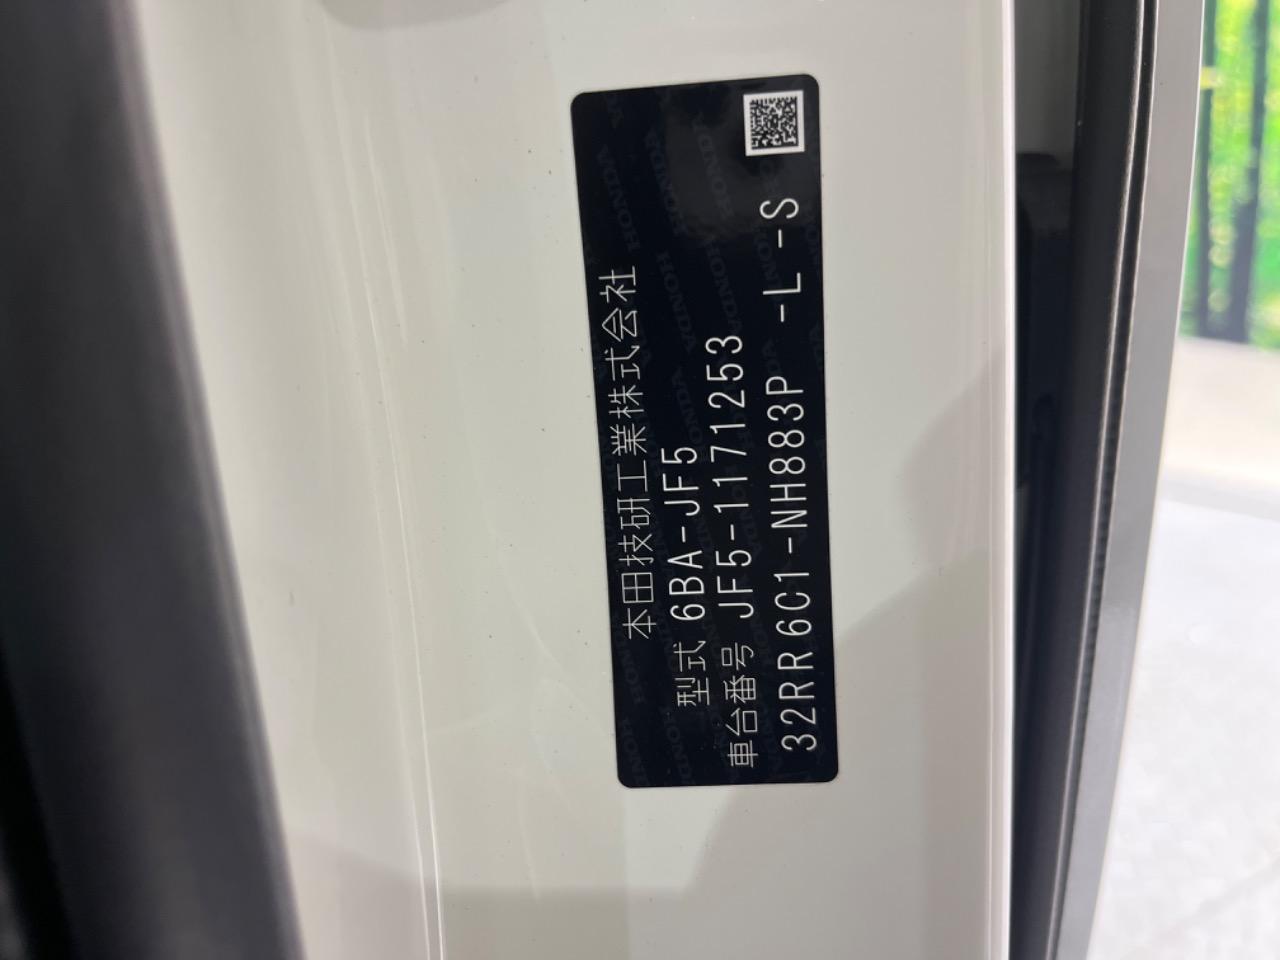 本田技研工業株式会社
型式 6BA-JF5
車台番号 JF5-1171253
32RR6C1-NH883P -L -S